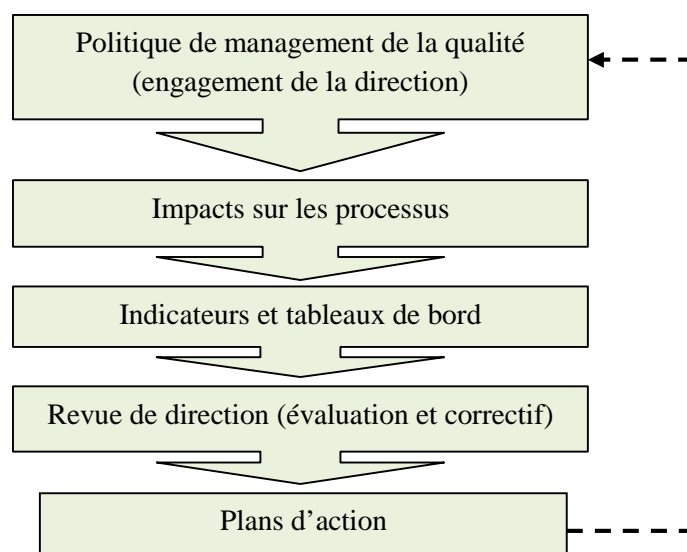 Politique de management de la qualité
(engagement de la direction)
Impacts sur les processus
Indicateurs et tableaux de bord
Revue de direction (évaluation et correctif)
Plans d’action